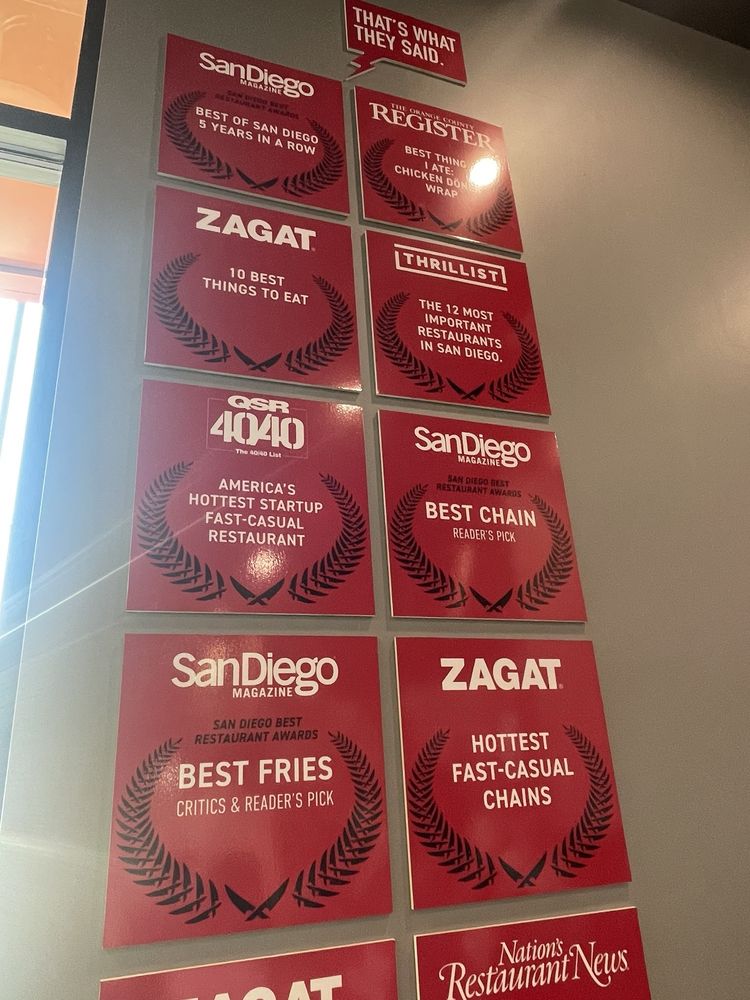 THAT'S WHAT
THEY SAID.
SanDiego
MAGAZINE
SAN DIEGO BEST
RESTAURANT AWARDS
BEST OF SAN DIEGO
5 YEARS IN A ROW
THE ORANGE COUNTY
REGISTER
BEST THING
I ATE:
CHICKEN
WRAP
ZAGAT
10 BEST
THINGS TO EAT
THRILLIST
THE 12 MOST
IMPORTANT
RESTAURANTS
IN SAN DIEGO.
QSR
40/40
The 40/40 List
AMERICA'S
HOTTEST STARTUP
FAST-CASUAL
RESTAURANT
SanDiego
MAGAZINE
SAN DIEGO BEST
RESTAURANT AWARDS
BEST CHAIN
READER'S PICK
SanDiego
MAGAZINE
SAN DIEGO BEST
RESTAURANT AWARDS
BEST FRIES
CRITICS & READER'S PICK
ZAGAT
HOTTEST
FAST-CASUAL
CHAINS
ZAGAT
Nation's
Restaurant News